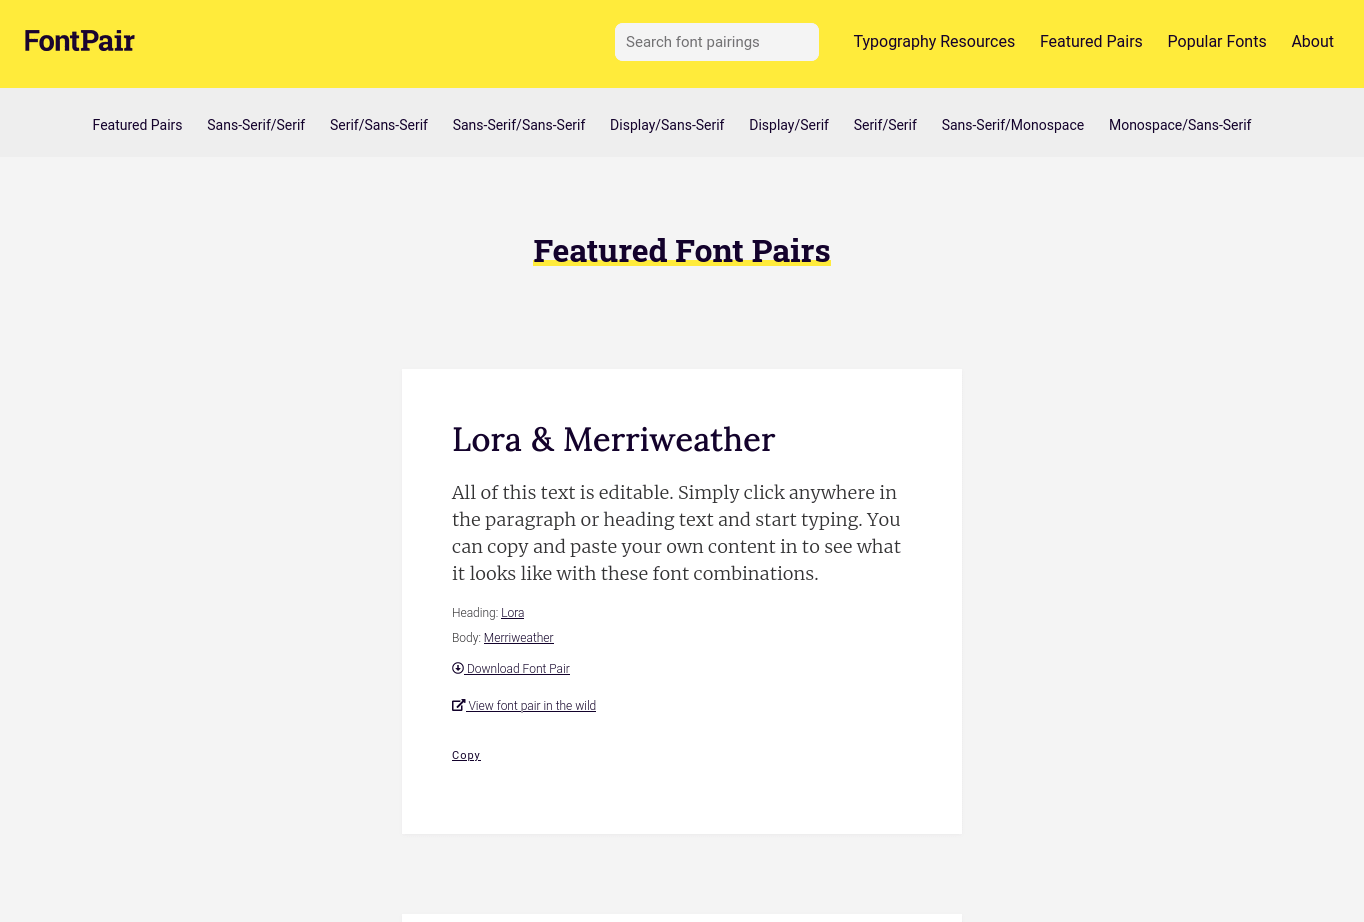 FontPair
Search font pairings
Typography Resources
Featured Pairs
Popular Fonts
About
Featured Pairs
Sans-Serif/Serif
Serif/Sans-Serif
Sans-Serif/Sans-Serif
Display/Sans-Serif
Display/Serif
Serif/Serif
Sans-Serif/Monospace
Monospace/Sans-Serif
Featured Font Pairs
Lora & Merriweather
All of this text is editable. Simply click anywhere in
the paragraph or heading text and start typing. You
can copy and paste your own content in to see what
it looks like with these font combinations.
Heading: Lora
Body: Merriweather
Download Font Pair
View font pair in the wild
Copy